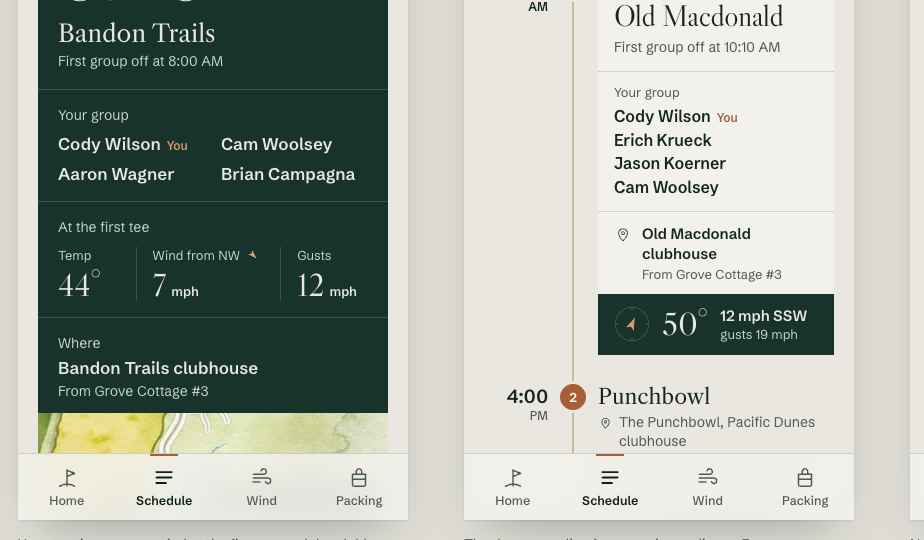 Bandon Trails
First group off at 8:00 AM
Your group
Cody Wilson You
Cam Woolsey
Aaron Wagner
Brian Campagna
At the first tee
Temp
44°
Wind from NW
7 mph
Gusts
12 mph
Where
Bandon Trails clubhouse
From Grove Cottage #3
Home
Schedule
Wind
Packing
AM
Old Macdonald
First group off at 10:10 AM
Your group
Cody Wilson You
Erich Krueck
Jason Koerner
Cam Woolsey
Old Macdonald
clubhouse
From Grove Cottage #3
50°
12 mph SSW
gusts 19 mph
4:00
PM
2
Punchbowl
The Punchbowl, Pacific Dunes
clubhouse
Home
Schedule
Wind
Packing